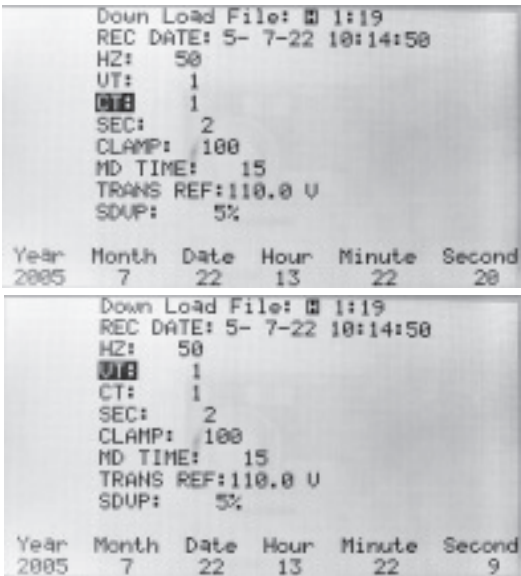 Down Load File: M 1:19
REC DATE: 5- 7-22 10:14:50
HZ: 50
VT: 1
CT: 1
SEC: 2
CLAMP: 100
MD TIME: 15
TRANS REF:110.0 V
SDVP: 5%
Year Month Date Hour Minute Second
2005 7 22 13 22 20
Down Load File: M 1:19
REC DATE: 5- 7-22 10:14:50
HZ: 50
VT: 1
CT: 1
SEC: 2
CLAMP: 100
MD TIME: 15
TRANS REF:110.0 V
SDVP: 5%
Year Month Date Hour Minute Second
2005 7 22 13 22 9